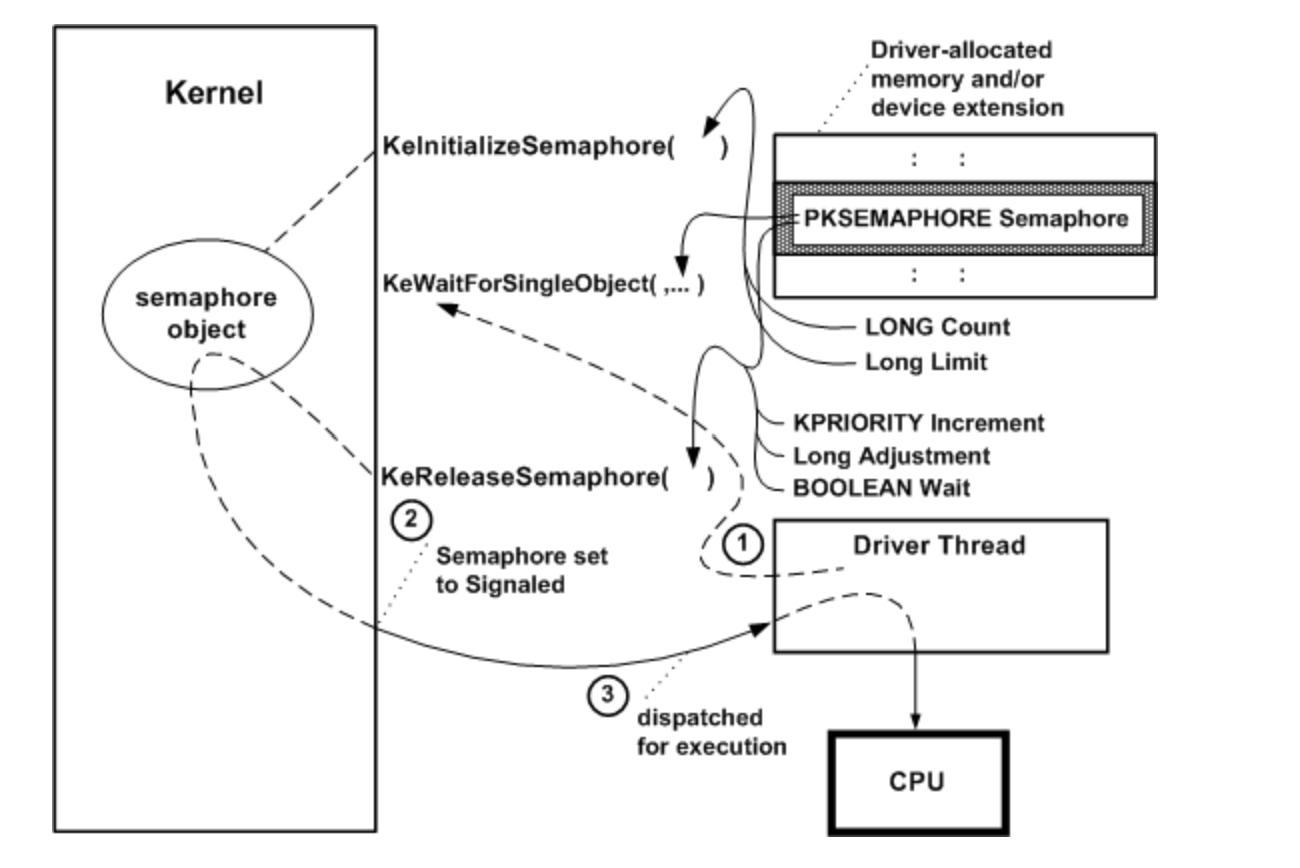 Kernel
Driver-allocated
memory and/or
device extension
KeInitializeSemaphore(      )
:    :
PKSEMAPHORE Semaphore
:    :
semaphore
object
KeWaitForSingleObject( ,... )
LONG Count
Long Limit
KPRIORITY Increment
Long Adjustment
BOOLEAN Wait
KeReleaseSemaphore(      )
2
Semaphore set
to Signaled
1
Driver Thread
3
dispatched
for execution
CPU